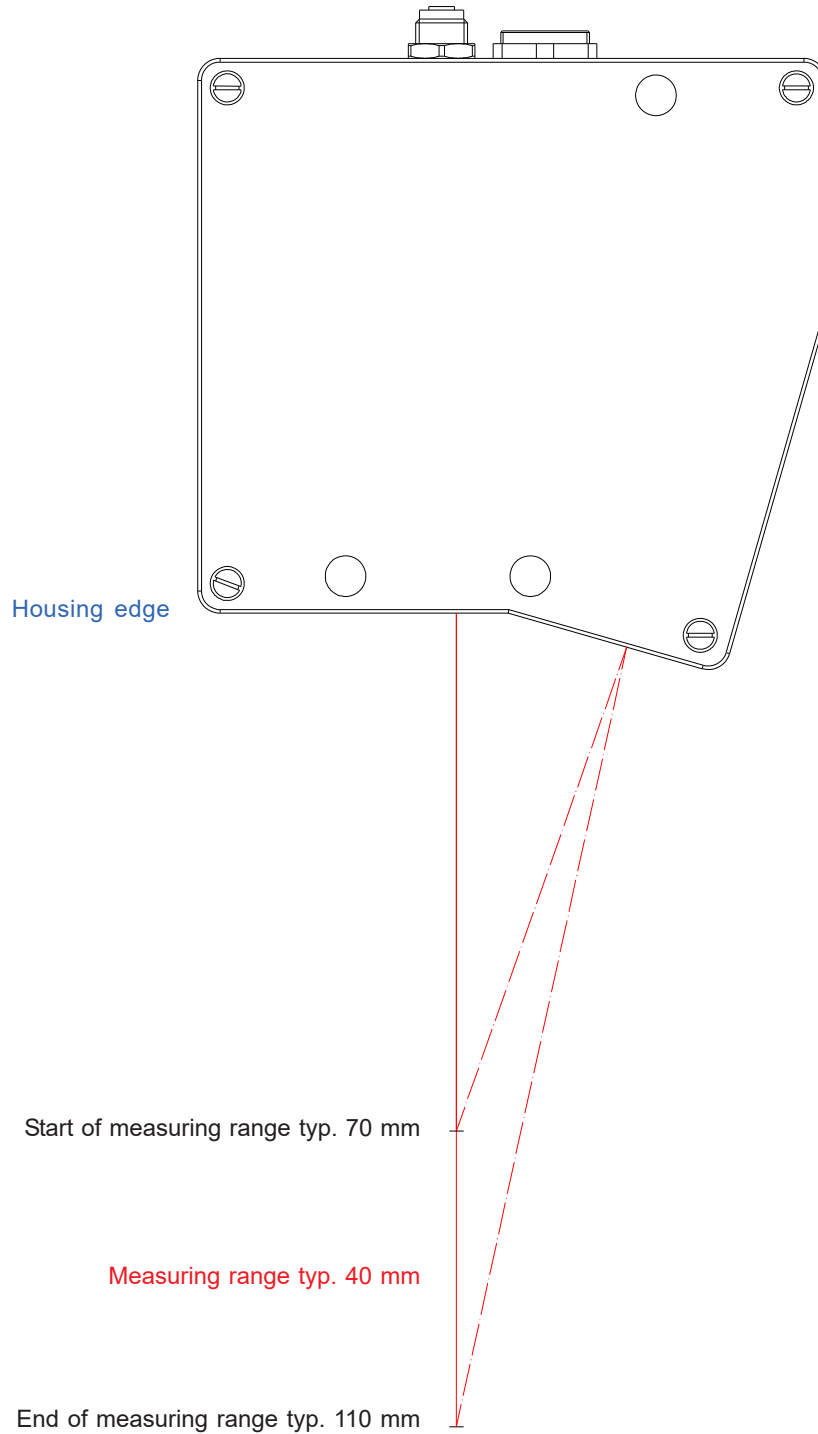 Housing edge
Start of measuring range typ. 70 mm
Measuring range typ. 40 mm
End of measuring range typ. 110 mm